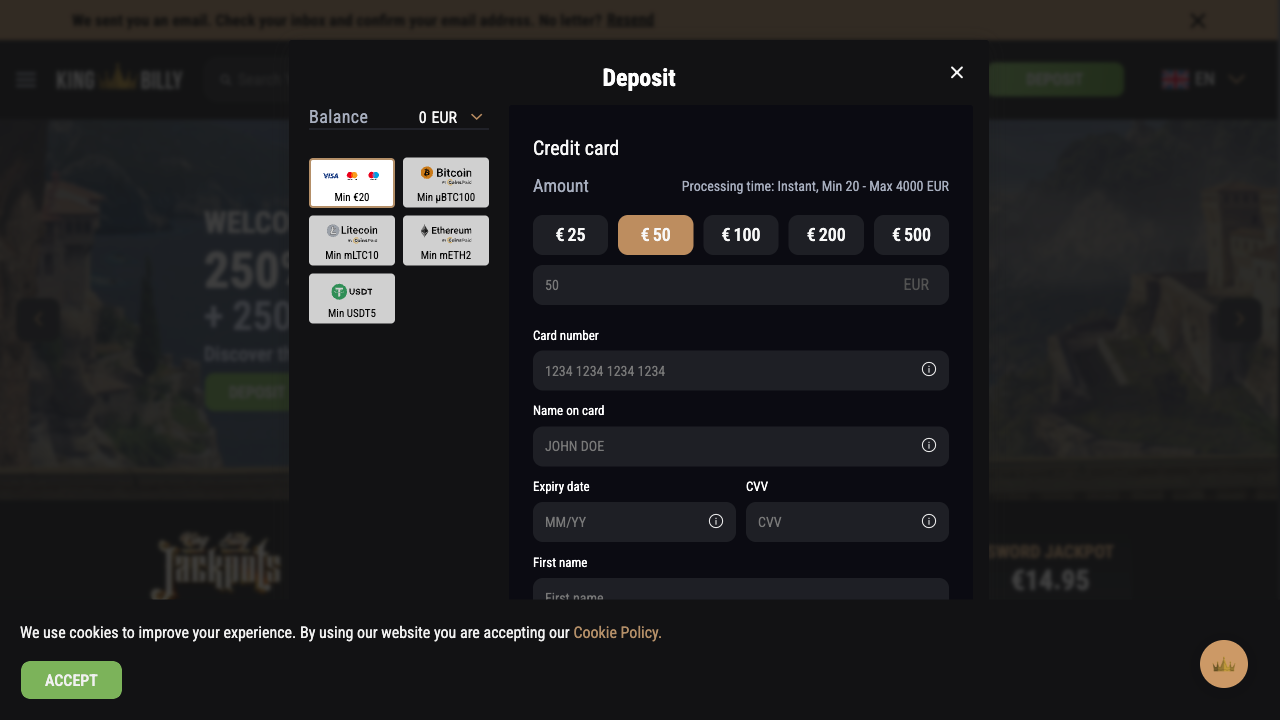 We sent you an email. Check your inbox and confirm your email address. No letter? Resend
KING BILLY
Search
DEPOSIT
EN
Deposit
Balance
0 EUR
VISA
Min €20
Bitcoin
Min µBTC100
Litecoin
Min mLTC10
Ethereum
Min mETH2
USDT
Min USDT5
Credit card
Amount
Processing time: Instant, Min 20 - Max 4000 EUR
€ 25
€ 50
€ 100
€ 200
€ 500
50
EUR
Card number
1234 1234 1234 1234
Name on card
JOHN DOE
Expiry date
CVV
MM/YY
CVV
First name
First name
WELCO
250%
+ 250
Discover th
DEPOSIT
King Billy
Jackpots
SWORD JACKPOT
€14.95
We use cookies to improve your experience. By using our website you are accepting our Cookie Policy.
ACCEPT